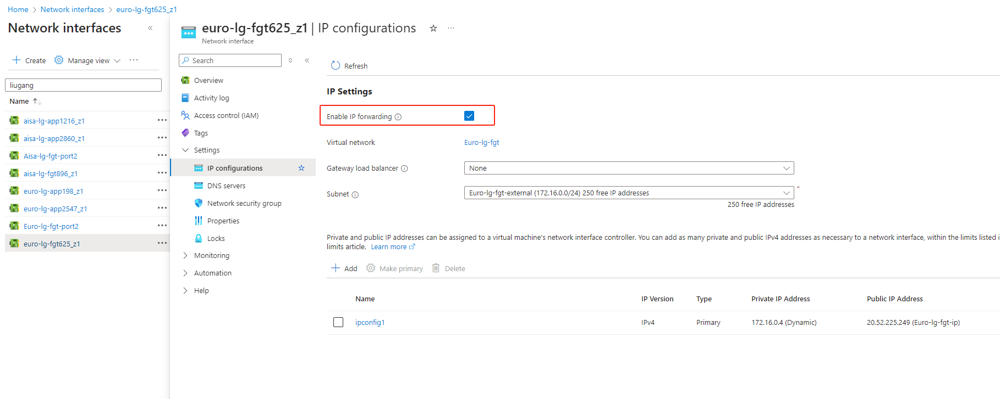 Home > Network interfaces > euro-lg-fgt625_z1
Network interfaces «
+ Create Manage view ···
liugang
Name ↑↓
aisa-lg-app1216_z1 ···
aisa-lg-app2860_z1 ···
Aisa-lg-fgt-port2 ···
aisa-lg-fgt896_z1 ···
euro-lg-app198_z1 ···
euro-lg-app2547_z1 ···
Euro-lg-fgt-port2 ···
euro-lg-fgt625_z1 ···
euro-lg-fgt625_z1 | IP configurations ···
Network interface
Search «
Overview
Activity log
Access control (IAM)
Tags
Settings
IP configurations
DNS servers
Network security group
Properties
Locks
Monitoring
Automation
Help
Refresh
IP Settings
Enable IP forwarding
Virtual network Euro-lg-fgt
Gateway load balancer None
Subnet Euro-lg-fgt-external (172.16.0.0/24) 250 free IP addresses *
250 free IP addresses
Private and public IP addresses can be assigned to a virtual machine's network interface controller. You can add as many private and public IPv4 addresses as necessary to a network interface, within the limits listed i
limits article. Learn more
+ Add Make primary Delete
Name IP Version Type Private IP Address Public IP Address
ipconfig1 IPv4 Primary 172.16.0.4 (Dynamic) 20.52.225.249 (Euro-lg-fgt-ip)